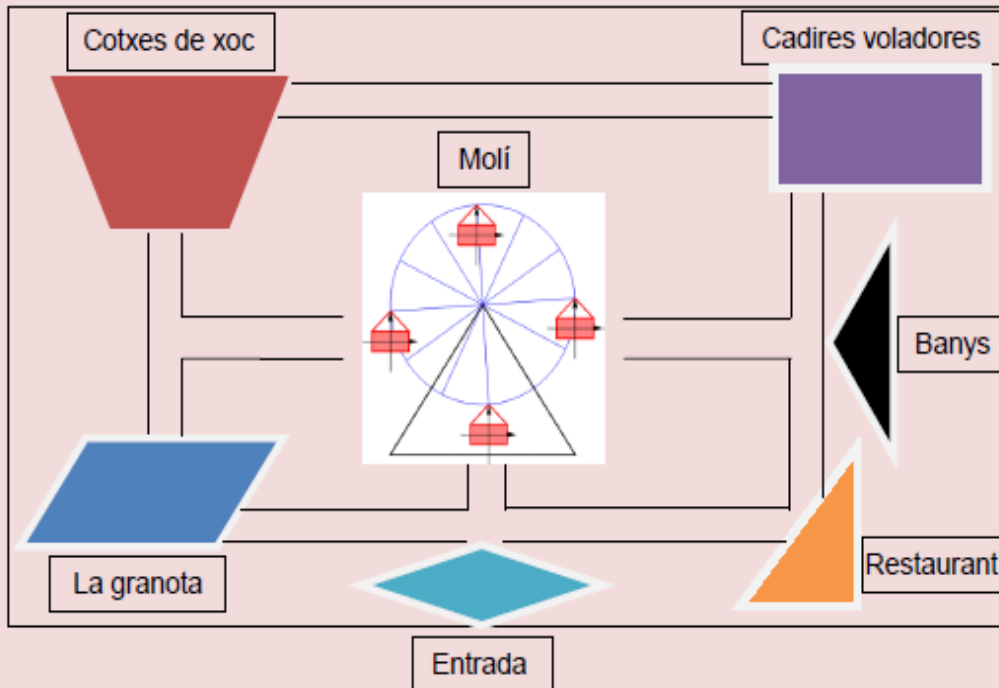 Cotxes de xoc
Cadires voladores
Molí
Banys
La granota
Restaurant
Entrada